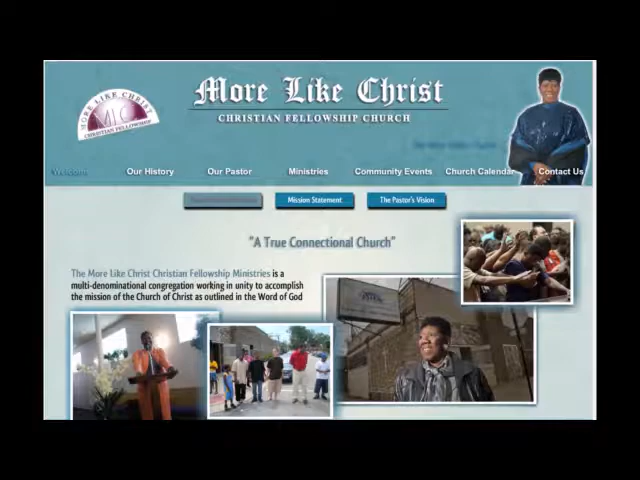 More Like Christ
CHRISTIAN FELLOWSHIP CHURCH
MORE LIKE CHRIST
CHRISTIAN FELLOWSHIP
Welcome
Our History
Our Pastor
Ministries
Community Events
Church Calendar
Contact Us
Mission Statement
The Pastor's Vision
"A True Connectional Church"
The More Like Christ Christian Fellowship Ministries is a
multi-denominational congregation working in unity to accomplish
the mission of the Church of Christ as outlined in the Word of God